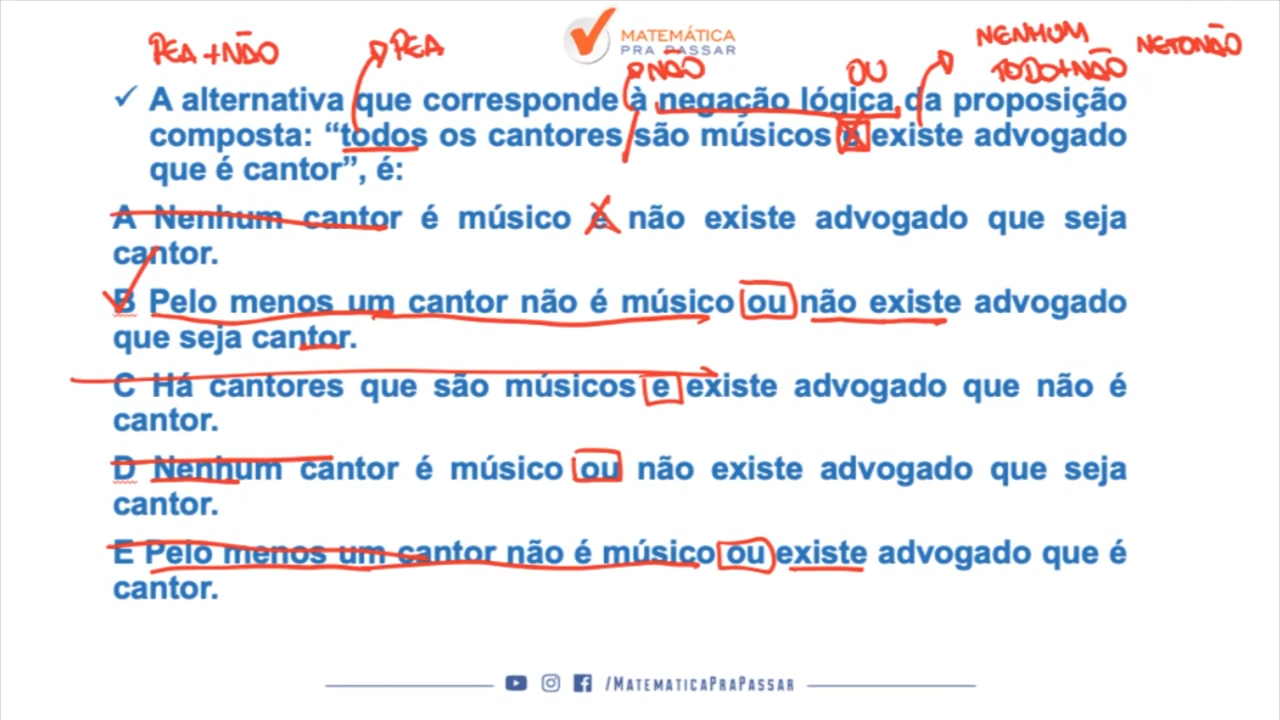 PEA+NÃO PEA MATEMÁTICA NENHUM NETONÃO
PRA PASSAR
NÃO OU TODO+NÃO
✓ A alternativa que corresponde à negação lógica, da proposição
composta: “todos os cantores são músicos e existe advogado
que é cantor”, é:
A Nenhum cantor é músico e não existe advogado que seja
cantor.
B Pelo menos um cantor não é músico ou não existe advogado
que seja cantor.
C Há cantores que são músicos e existe advogado que não é
cantor.
D Nenhum cantor é músico ou não existe advogado que seja
cantor.
E Pelo menos um cantor não é músico ou existe advogado que é
cantor.
/MatematicaPraPassar